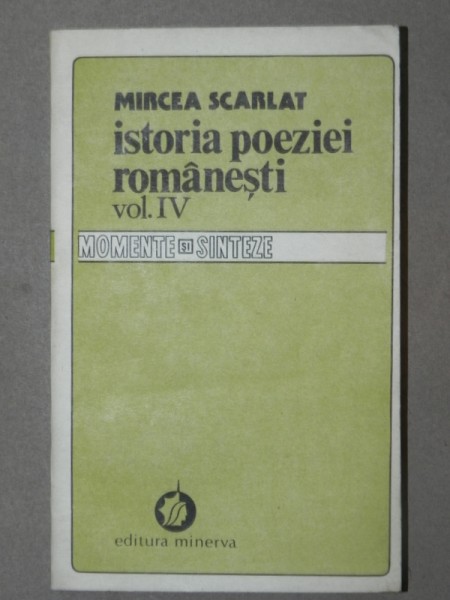 MIRCEA SCARLAT
istoria poeziei
românești
vol. IV
MOMENTE ȘI SINTEZE
editura minerva